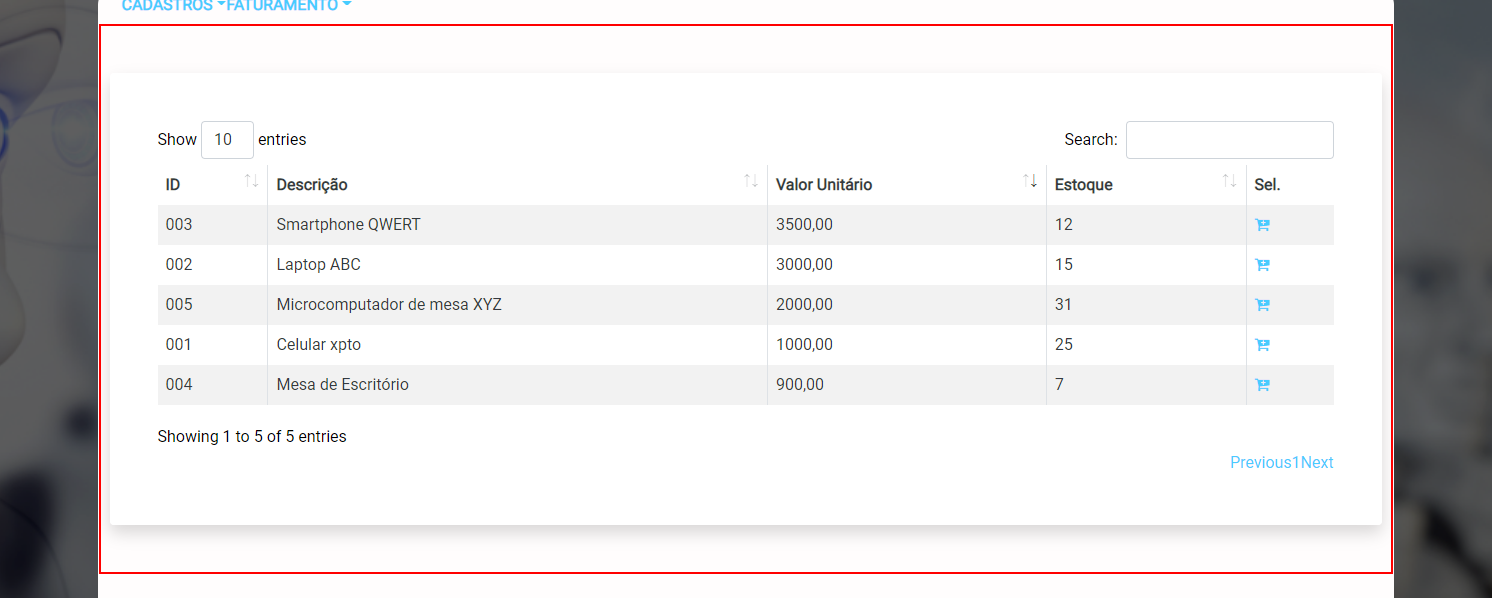 CADASTROS FATURAMENTO
Show 10 entries Search:
ID Descrição Valor Unitário Estoque Sel.
003 Smartphone QWERT 3500,00 12
002 Laptop ABC 3000,00 15
005 Microcomputador de mesa XYZ 2000,00 31
001 Celular xpto 1000,00 25
004 Mesa de Escritório 900,00 7
Showing 1 to 5 of 5 entries
Previous1Next